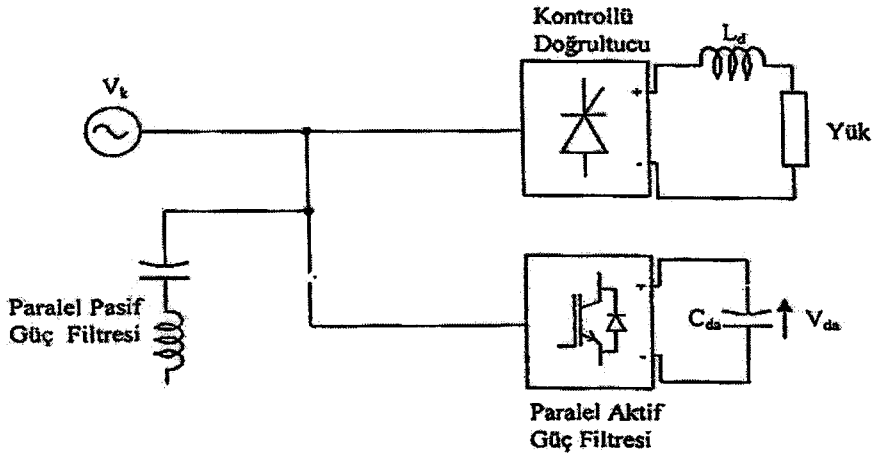 Kontrollü
Doğrultucu
L_d
V_k
+
-
Yük
Paralel Pasif
Güç Filtresi
+
-
C_da
V_da
Paralel Aktif
Güç Filtresi